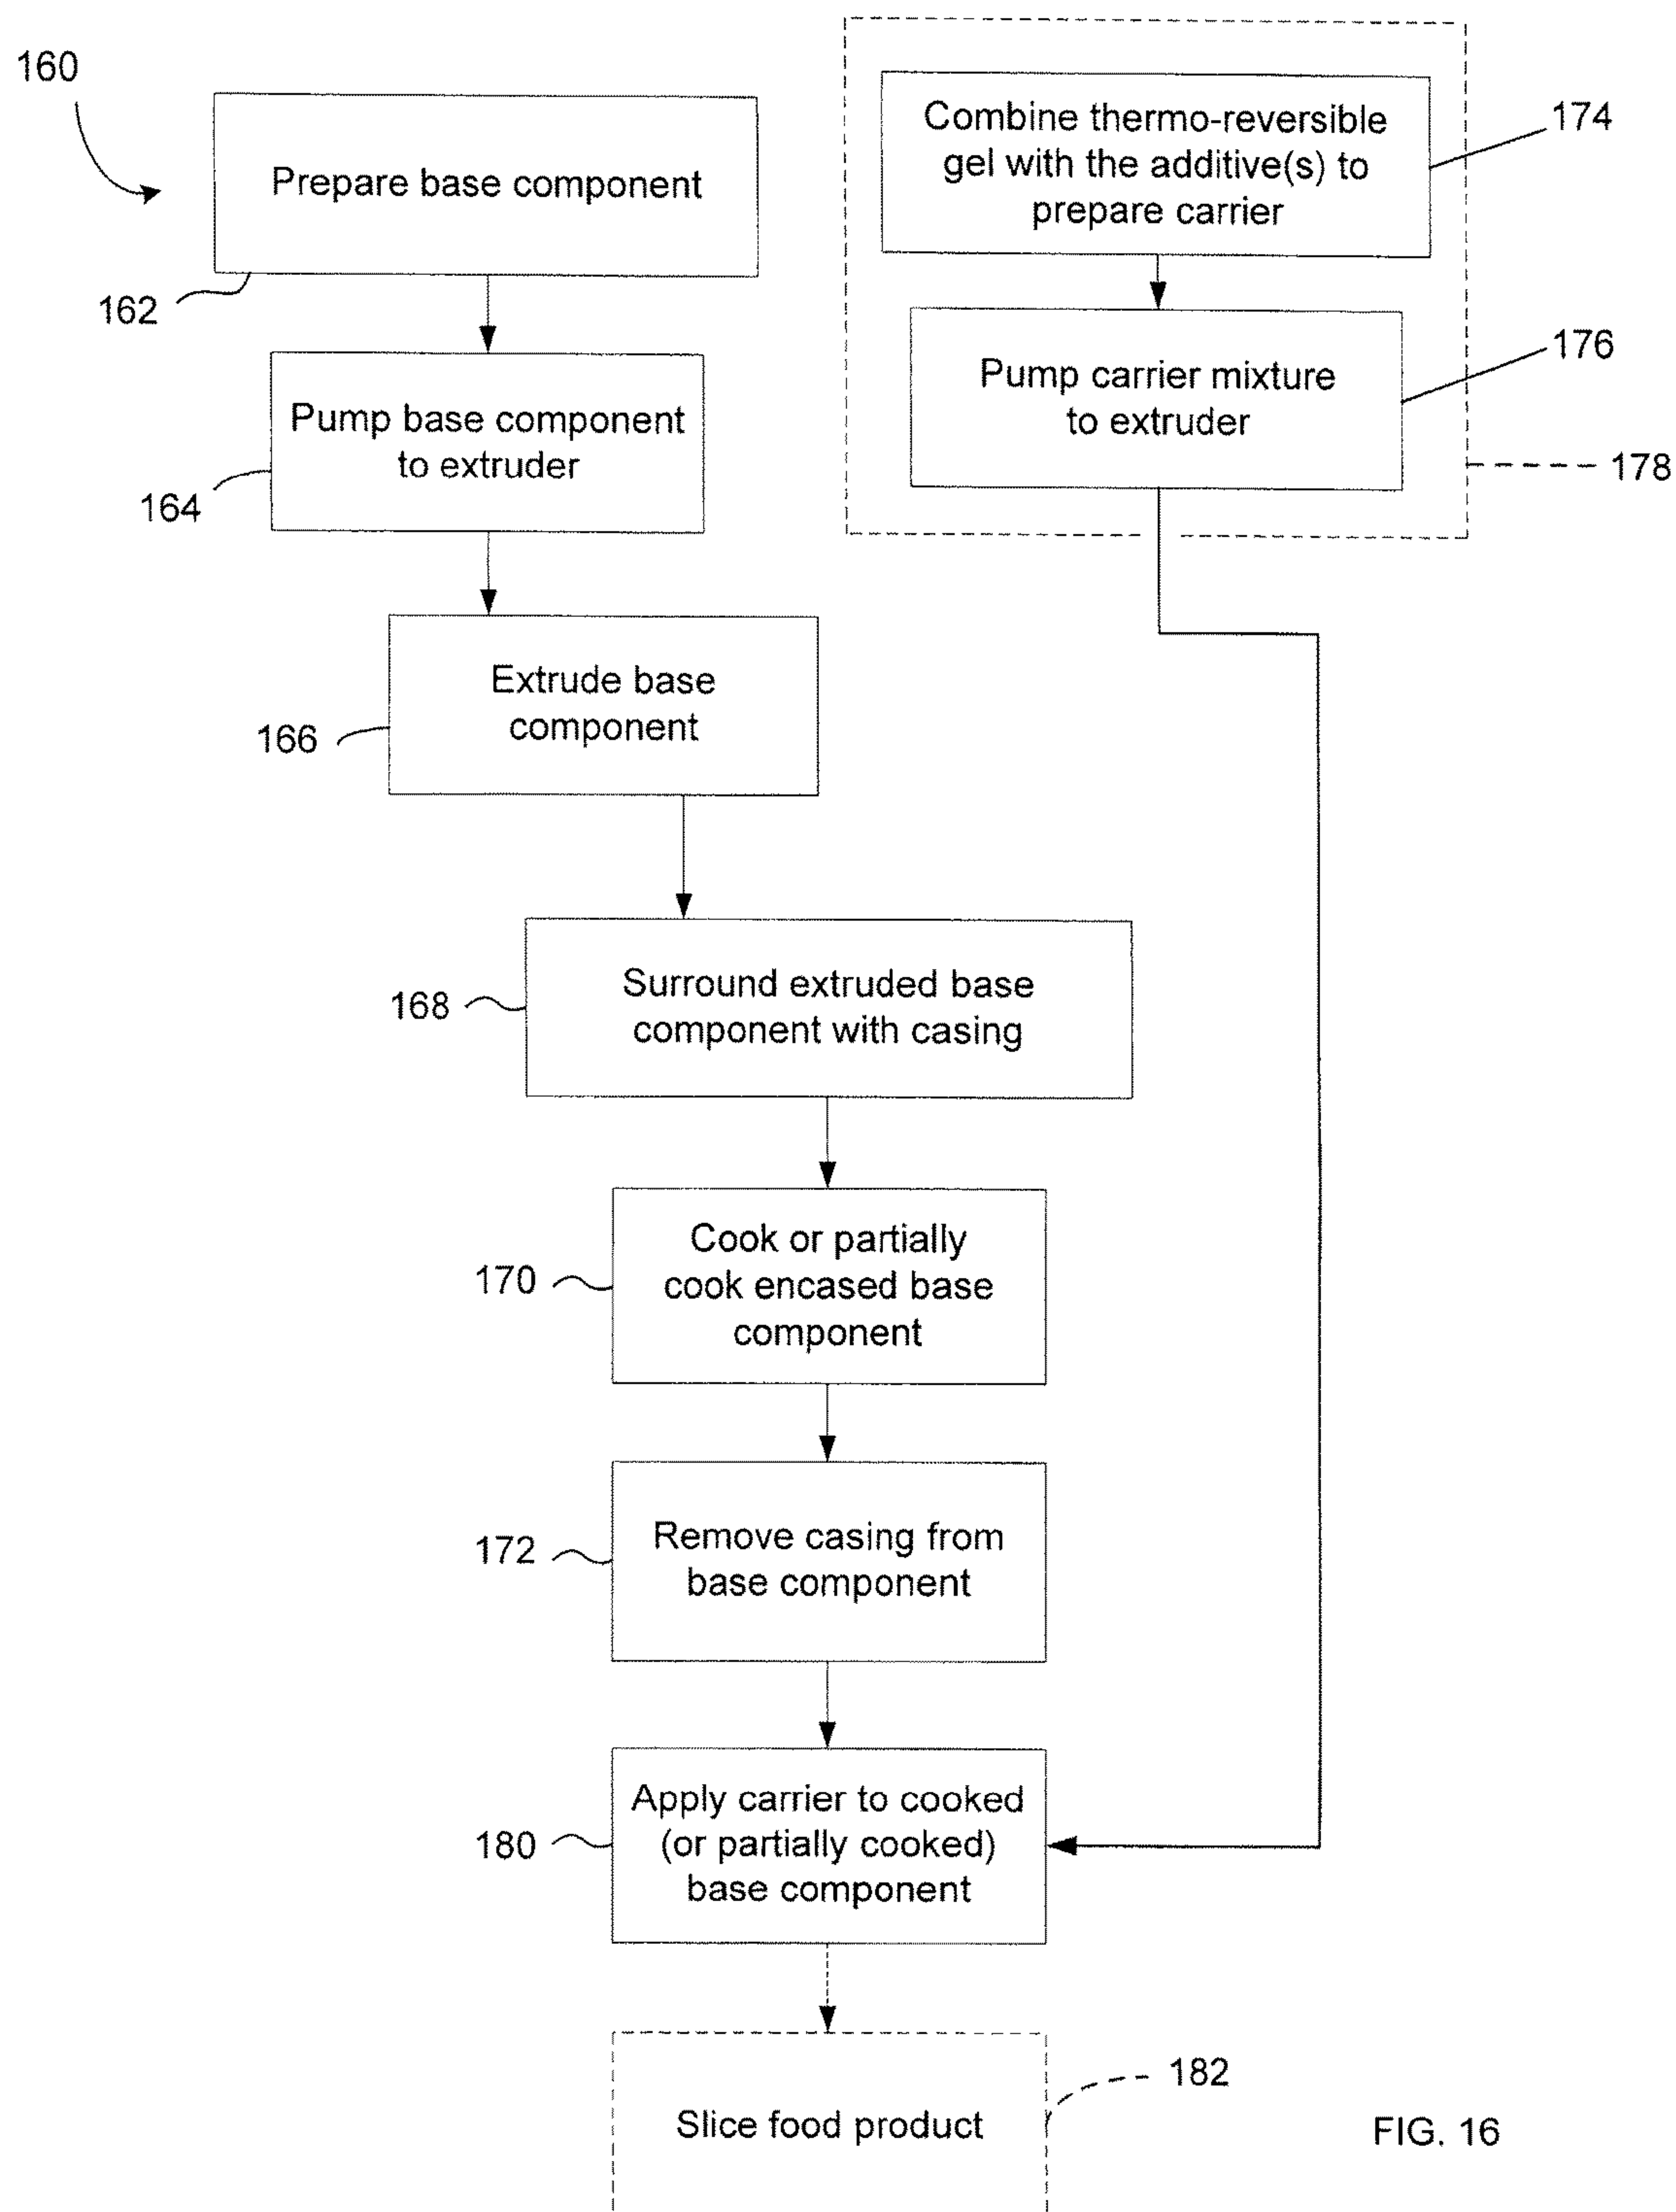 160
Prepare base component
162
Pump base component
to extruder
164
Extrude base
component
166
Surround extruded base
component with casing
168
Cook or partially
cook encased base
component
170
Remove casing from
base component
172
Combine thermo-reversible
gel with the additive(s) to
prepare carrier
174
Pump carrier mixture
to extruder
176
178
Apply carrier to cooked
(or partially cooked)
base component
180
Slice food product
182
FIG. 16